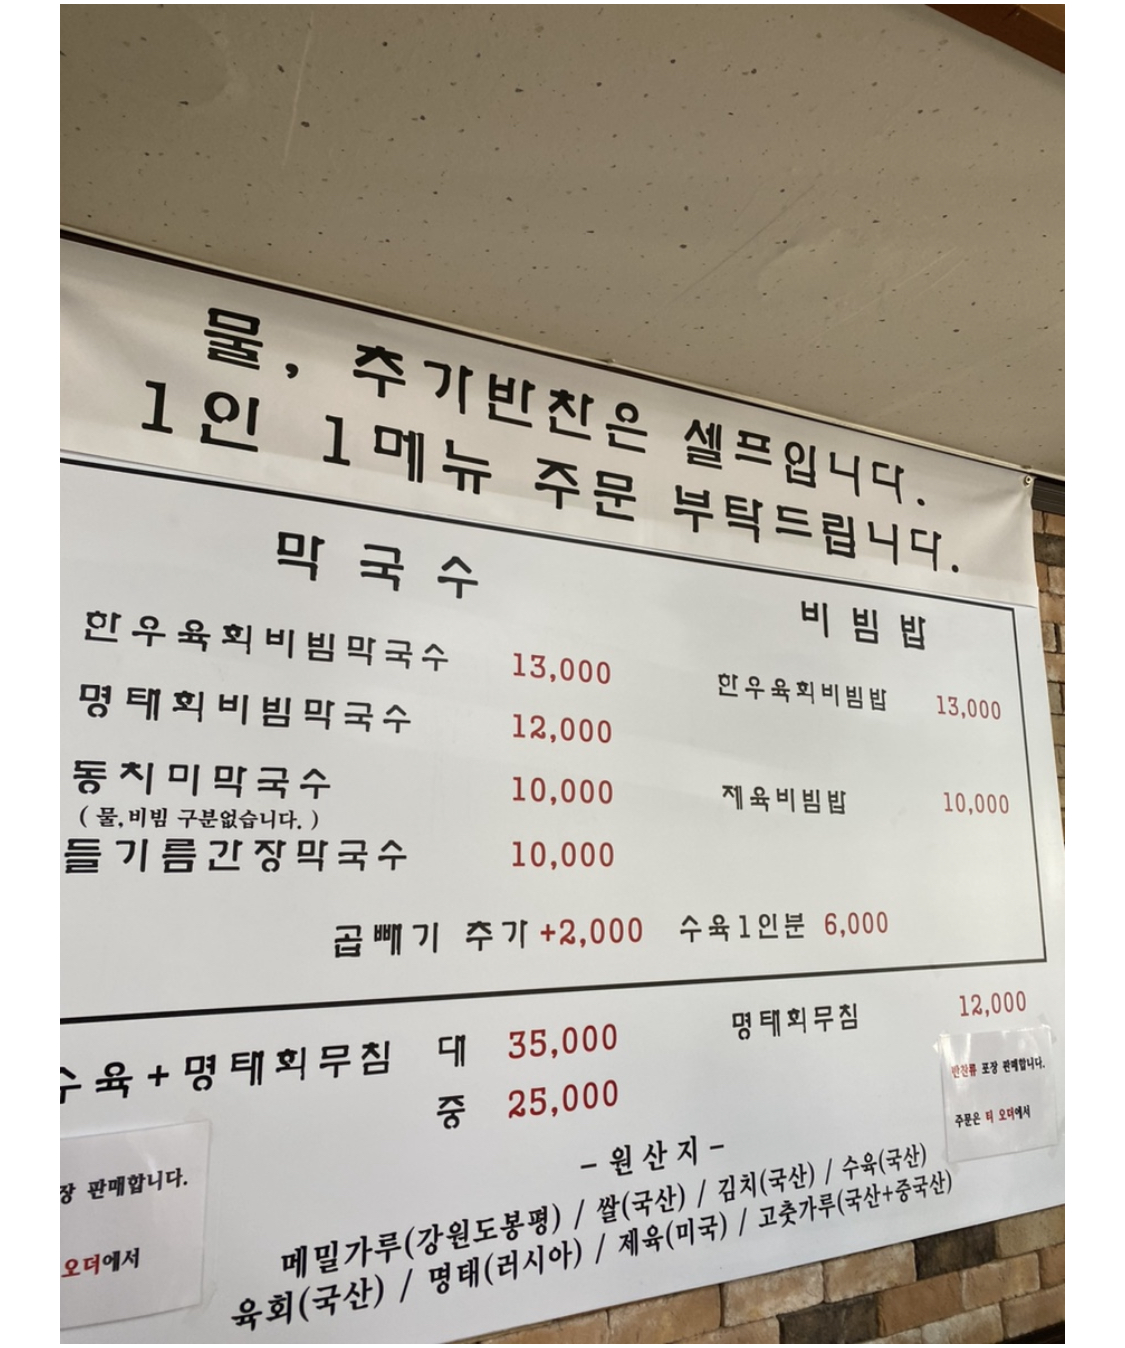 물, 추가반찬은 셀프입니다.
1인 1메뉴 주문 부탁드립니다.
막국수
한우육회비빔막국수 13,000
명태회비빔막국수 12,000
동치미막국수 10,000
( 물,비빔 구분없습니다. )
들기름간장막국수 10,000
비빔밥
한우육회비빔밥 13,000
제육비빔밥 10,000
곱빼기 추가 +2,000 수육1인분 6,000
수육+명태회무침 대 35,000
중 25,000
명태회무침 12,000
반찬류 포장 판매합니다.
주문은 티 오더에서
장 판매합니다.
오더에서
- 원산지 -
메밀가루(강원도봉평) / 쌀(국산) / 김치(국산) / 수육(국산)
육회(국산) / 명태(러시아) / 제육(미국) / 고춧가루(국산+중국산)